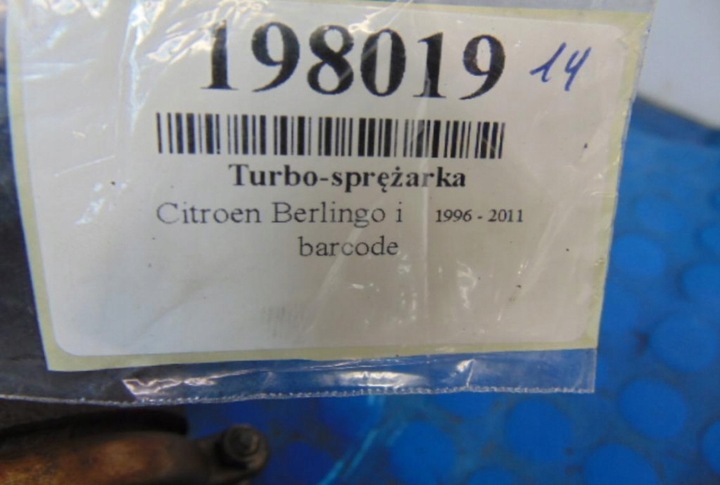 198019 14
Turbo-sprężarka
Citroen Berlingo i 1996 - 2011
barcode